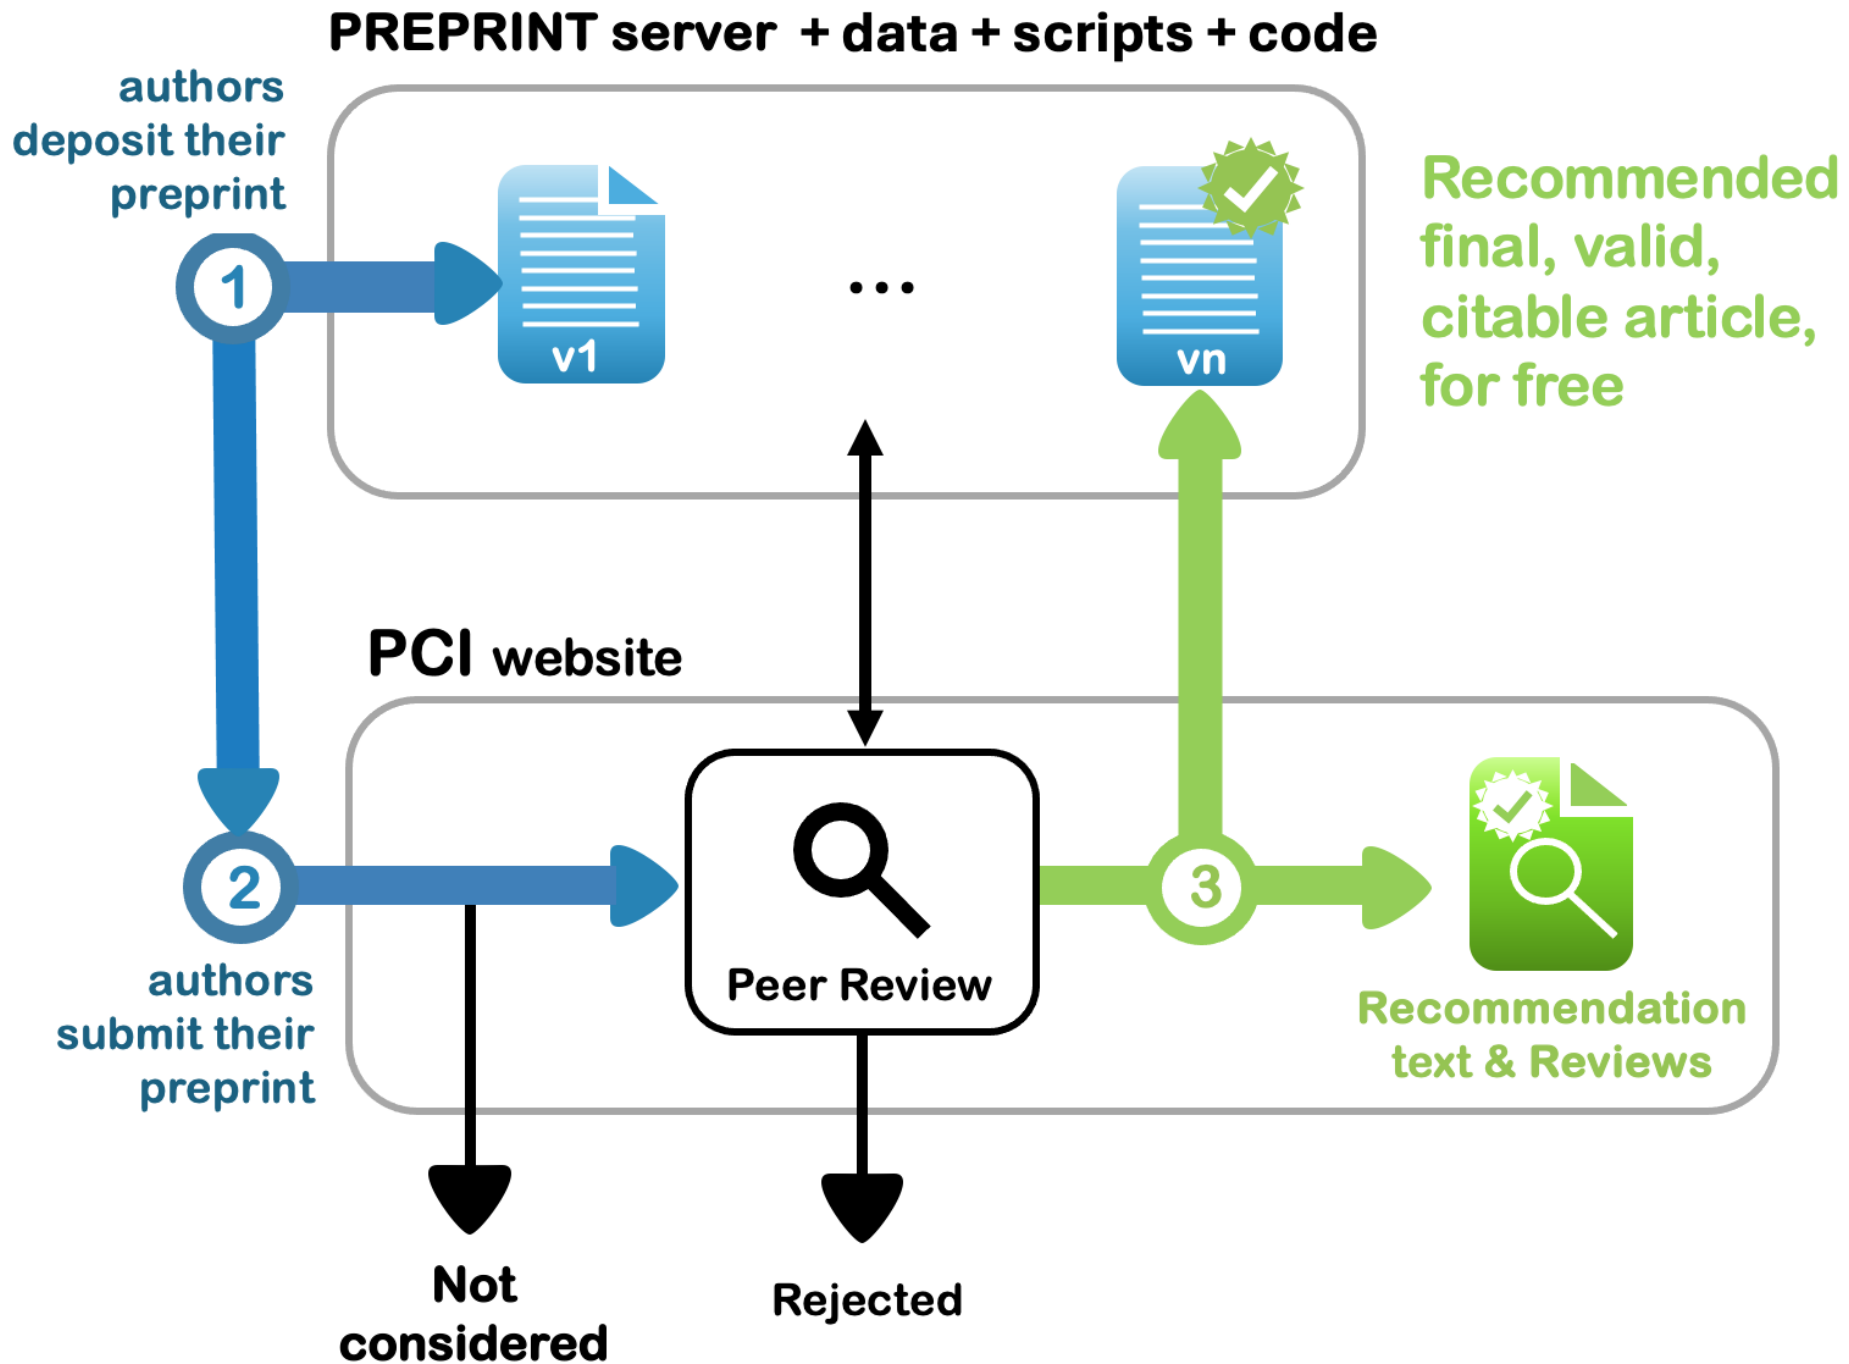 PREPRINT server + data + scripts + code
authors
deposit their
preprint
1
v1
...
vn
Recommended
final, valid,
citable article,
for free
PCI website
2
authors
submit their
preprint
Peer Review
3
Recommendation
text & Reviews
Not
considered
Rejected